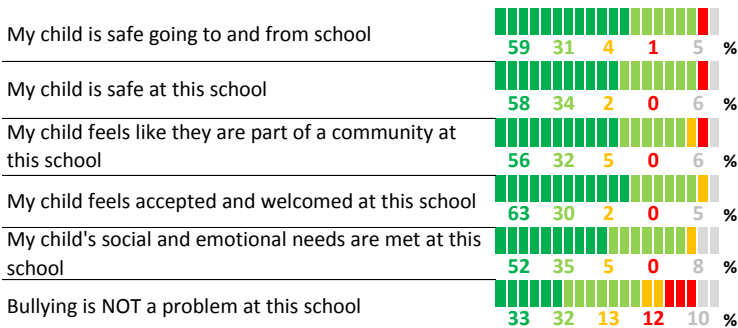 My child is safe going to and from school
59 31 4 1 5 %
My child is safe at this school
58 34 2 0 6 %
My child feels like they are part of a community at
this school
56 32 5 0 6 %
My child feels accepted and welcomed at this school
63 30 2 0 5 %
My child's social and emotional needs are met at this
school
52 35 5 0 8 %
Bullying is NOT a problem at this school
33 32 13 12 10 %